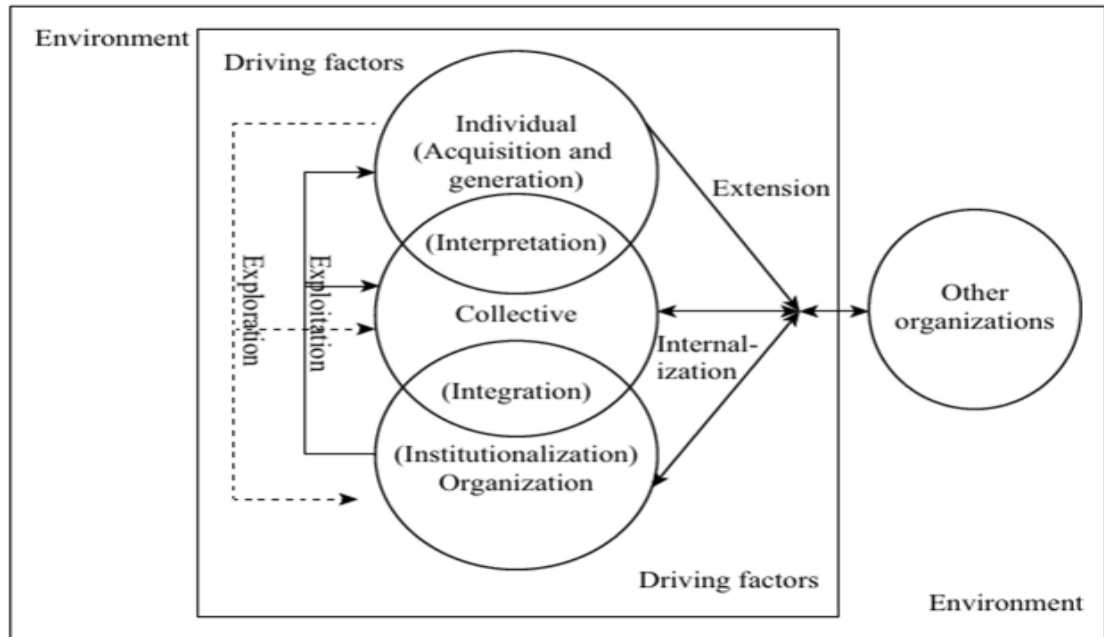 Environment
Driving factors
Individual
(Acquisition and
generation)
Extension
(Interpretation)
Exploration
Exploitation
Collective
Other
organizations
Internal-
ization
(Integration)
(Institutionalization)
Organization
Driving factors
Environment